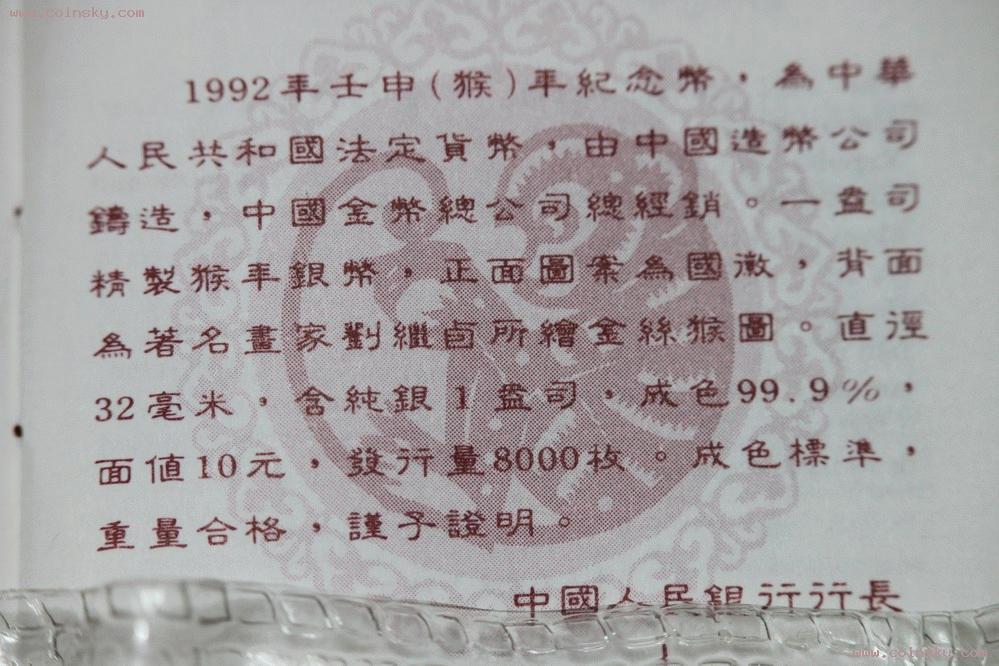 www.coinsky.com
1992年壬申(猴)年紀念幣，為中華
人民共和國法定貨幣，由中國造幣公司
鑄造，中國金幣總公司總經銷。一盎司
精製猴年銀幣，正面圖案為國徽，背面
為著名畫家劉繼卣所繪金絲猴圖。直徑
32毫米，含純銀1盎司，成色99.9%，
面值10元，發行量8000枚。成色標準，
重量合格，謹予證明。
中國人民銀行行長
www.coinsky.com